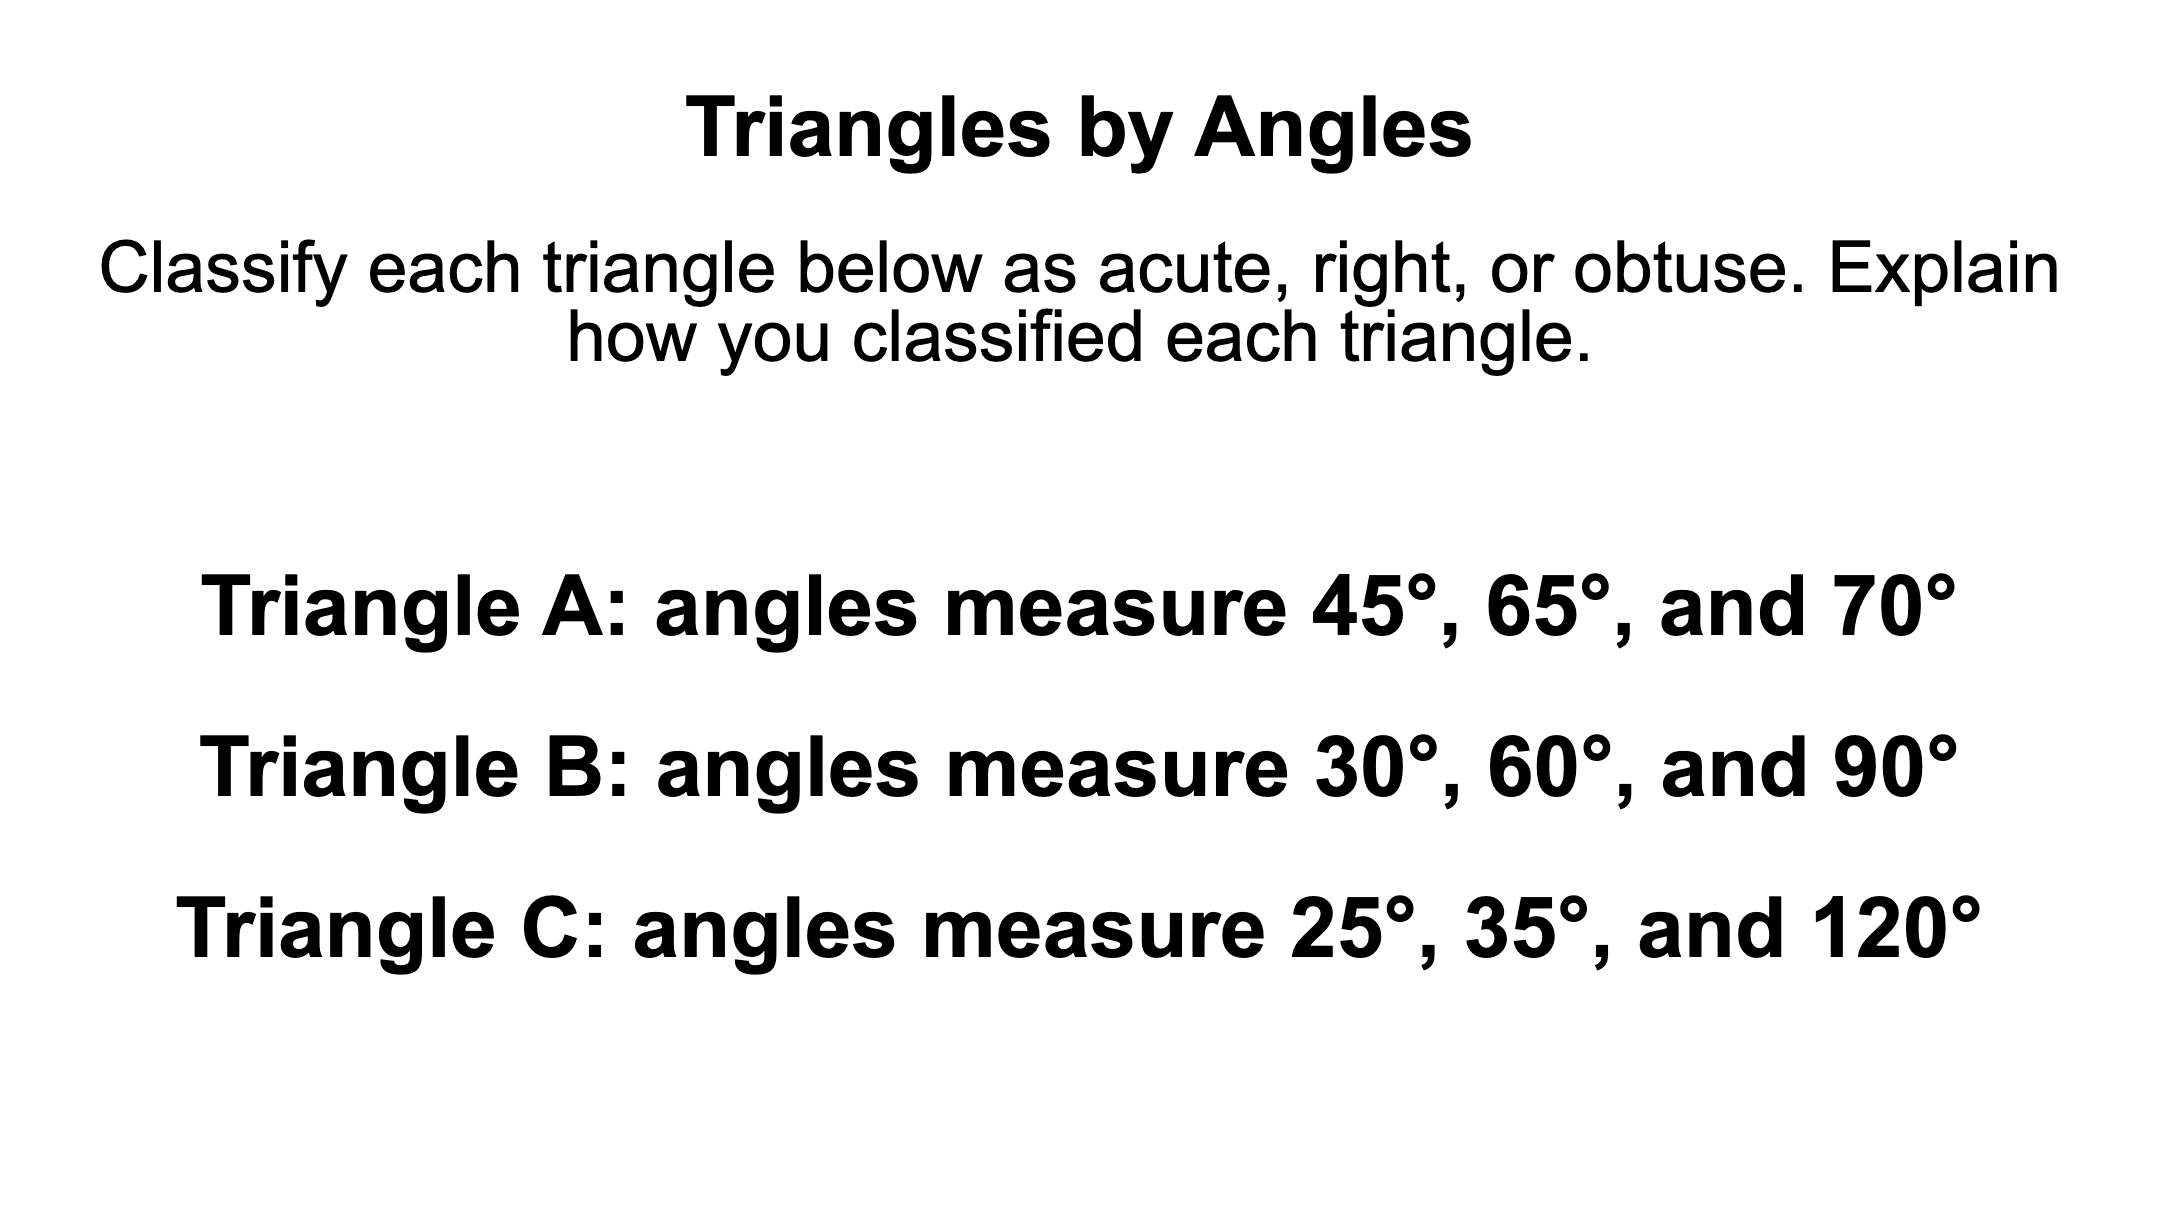 Triangles by Angles
Classify each triangle below as acute, right, or obtuse. Explain
how you classified each triangle.
Triangle A: angles measure 45°, 65°, and 70°
Triangle B: angles measure 30°, 60°, and 90°
Triangle C: angles measure 25°, 35°, and 120°